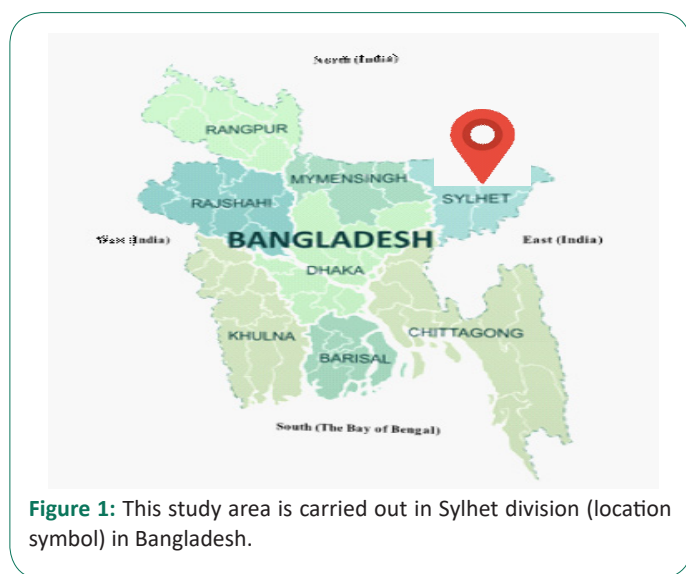 North (India)
RANGPUR
MYMENSINGH
RAJSHAHI
SYLHET
West (India)
BANGLADESH
East (India)
DHAKA
KHULNA
CHITTAGONG
BARISAL
South (The Bay of Bengal)
Figure 1: This study area is carried out in Sylhet division (location
symbol) in Bangladesh.